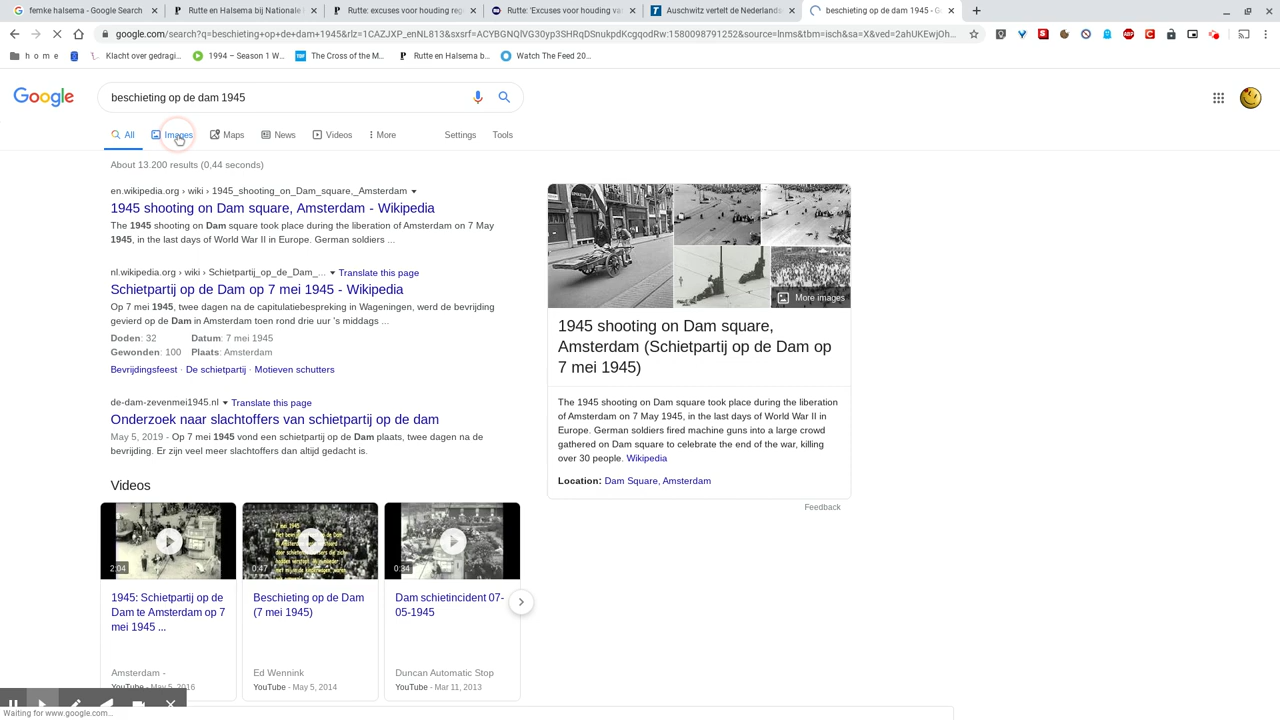 femke halsema - Google Search
Rutte en Halsema bij Nationale
Rutte: excuses voor houding re
Rutte: 'Excuses voor houding va
Auschwitz vertelt de Nederlands
beschieting op de dam 1945 - G
google.com/search?q=beschieting+op+de+dam+1945&rlz=1CAZJXP_enNL813&sxsrf=ACYBGNQlVG30yp3SHRqDSnukpdKcgqodRw:1580098791252&source=lnms&tbm=isch&sa=X&ved=2ahUKEwjOh...
h o m e
Klacht over gedragi...
1994 – Season 1 W...
The Cross of the M...
Rutte en Halsema b...
Watch The Feed 20...
Google
beschieting op de dam 1945
All Images Maps News Videos More Settings Tools
About 13.200 results (0,44 seconds)
en.wikipedia.org › wiki › 1945_shooting_on_Dam_square,_Amsterdam
1945 shooting on Dam square, Amsterdam - Wikipedia
The 1945 shooting on Dam square took place during the liberation of Amsterdam on 7 May
1945, in the last days of World War II in Europe. German soldiers ...
nl.wikipedia.org › wiki › Schietpartij_op_de_Dam_... Translate this page
Schietpartij op de Dam op 7 mei 1945 - Wikipedia
Op 7 mei 1945, twee dagen na de capitulatiebespreking in Wageningen, werd de bevrijding
gevierd op de Dam in Amsterdam toen rond drie uur 's middags ...
Doden: 32 Datum: 7 mei 1945
Gewonden: 100 Plaats: Amsterdam
Bevrijdingsfeest · De schietpartij · Motieven schutters
de-dam-zevenmei1945.nl Translate this page
Onderzoek naar slachtoffers van schietpartij op de dam
May 5, 2019 - Op 7 mei 1945 vond een schietpartij op de Dam plaats, twee dagen na de
bevrijding. Er zijn veel meer slachtoffers dan altijd gedacht is.
Videos
2:04
0:47
7 mei 1945
0:34
1945: Schietpartij op de
Dam te Amsterdam op 7
mei 1945 ...
Amsterdam -
YouTube - May 5, 2016
Beschieting op de Dam
(7 mei 1945)
Ed Wennink
YouTube - May 5, 2014
Dam schietincident 07-
05-1945
Duncan Automatic Stop
YouTube - Mar 11, 2013
More images
1945 shooting on Dam square,
Amsterdam (Schietpartij op de Dam op
7 mei 1945)
The 1945 shooting on Dam square took place during the liberation
of Amsterdam on 7 May 1945, in the last days of World War II in
Europe. German soldiers fired machine guns into a large crowd
gathered on Dam square to celebrate the end of the war, killing
over 30 people. Wikipedia
Location: Dam Square, Amsterdam
Feedback
Waiting for www.google.com...